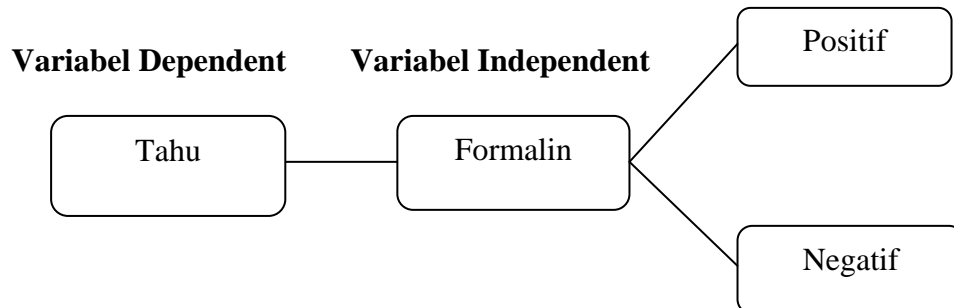 Positif
Variabel Dependent
Variabel Independent
Tahu
Formalin
Negatif